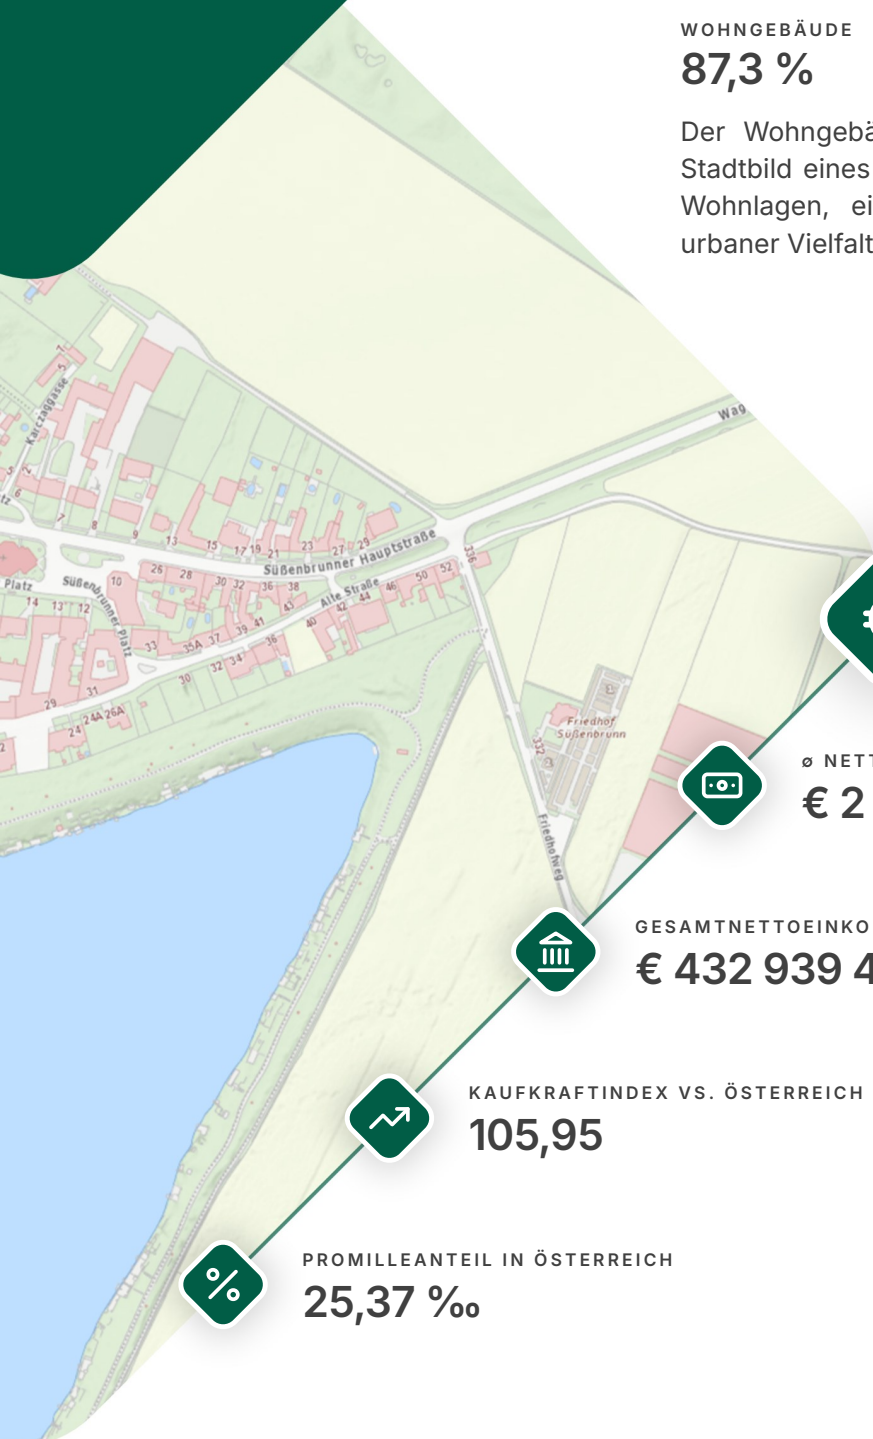 WOHNGEBÄUDE
87,3 %
Der Wohngebä
Stadtbild eines
Wohnlagen, ei
urbaner Vielfalt
Karczaggasse
Wag
Süßenbrunner Hauptstraße
Platz
Süßenbrunner Platz
Alte Straße
Friedhof
Süßenbrunn
Friedhofweg
ø NETT
€ 2
GESAMTNETTOEINKO
€ 432 939 4
KAUFKRAFTINDEX VS. ÖSTERREICH
105,95
PROMILLEANTEIL IN ÖSTERREICH
25,37 ‰